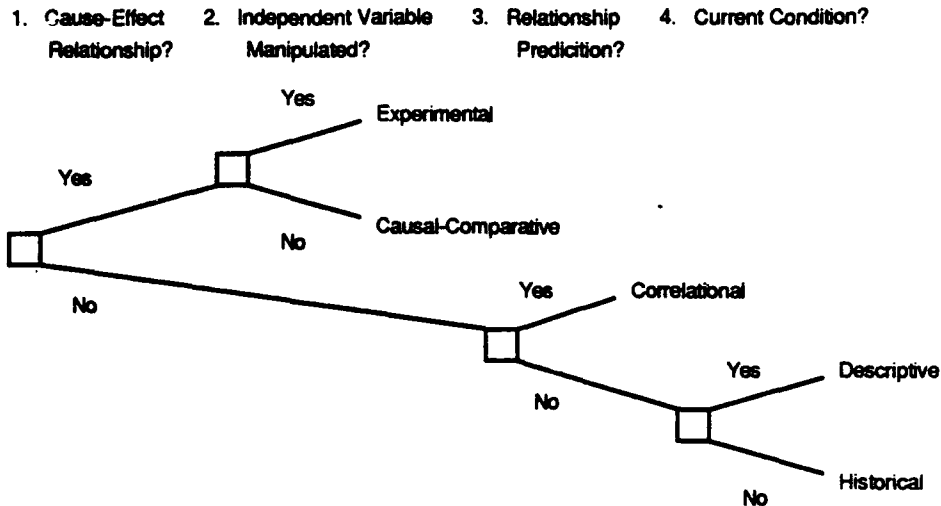 1. Cause-Effect 2. Independent Variable 3. Relationship 4. Current Condition?
Relationship? Manipulated? Predicition?
Yes
Experimental
Yes
No
Causal-Comparative
No
Yes
Correlational
No
Yes
Descriptive
No
Historical